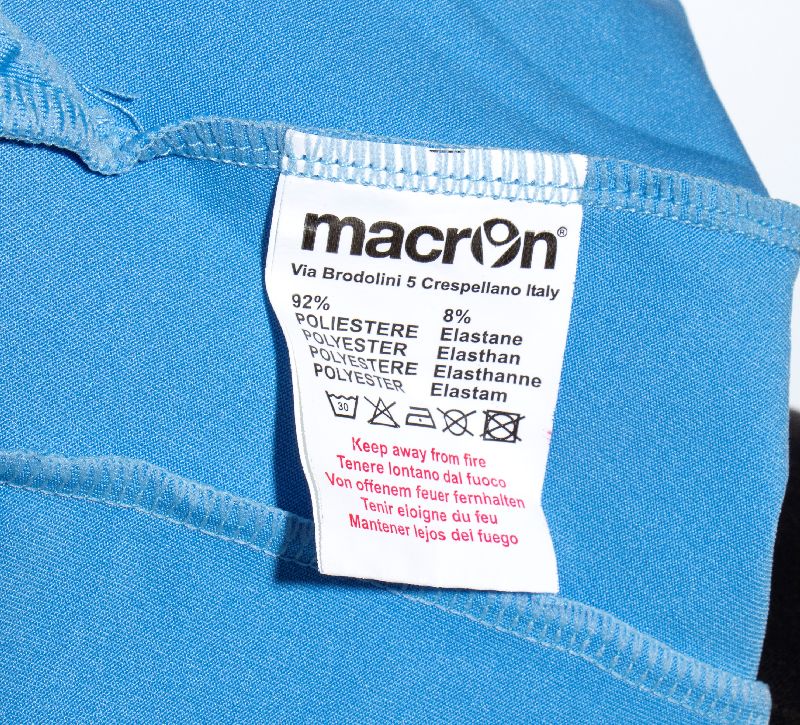 macron®
Via Brodolini 5 Crespellano Italy
92% 8%
POLIESTERE Elastane
POLYESTER Elasthan
POLYESTERE Elasthanne
POLYESTER Elastam
30
Keep away from fire
Tenere lontano dal fuoco
Von offenem feuer fernhalten
Tenir eloigne du feu
Mantener lejos del fuego